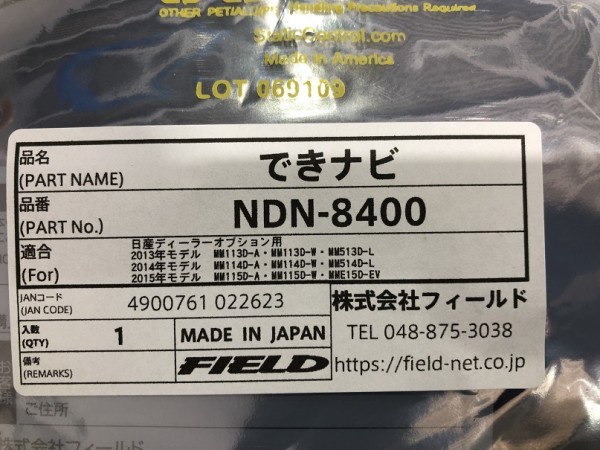 OTHER PET/ALI/PE Handling Precautions Required
StaticControl.com
Made in America
LOT 069109
品名
(PART NAME)
できナビ
品番
(PART No.)
NDN-8400
適合
(For)
日産ディーラーオプション用
2013年モデル MM113D-A・MM113D-W・MM513D-L
2014年モデル MM114D-A・MM114D-W・MM514D-L
2015年モデル MM115D-A・MM115D-W・MME15D-EV
JANコード
(JAN CODE)
4900761 022623
株式会社フィールド
入数
(QTY)
1
MADE IN JAPAN
TEL 048-875-3038
備考
(REMARKS)
FIELD
https://field-net.co.jp
ご住所
株式会社フィールド